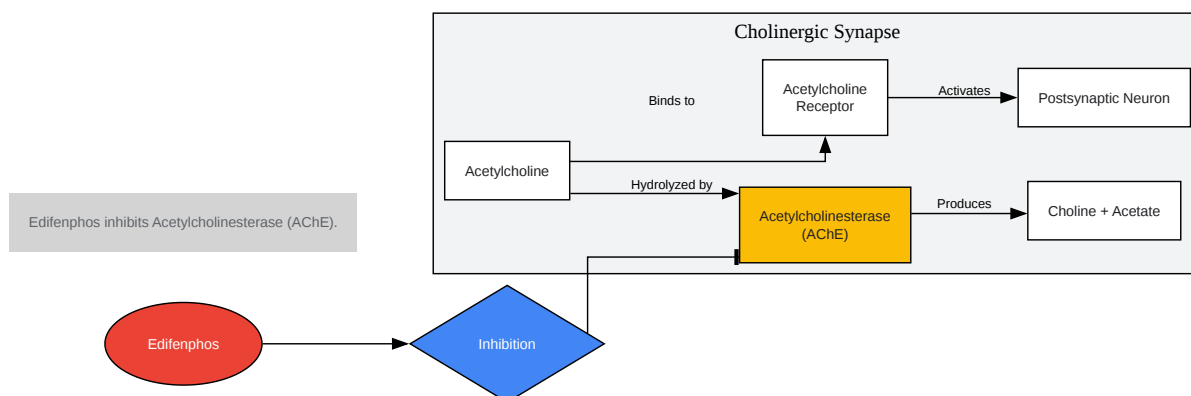 Cholinergic Synapse
Acetylcholine
Receptor
Activates
Postsynaptic Neuron
Binds to
Acetylcholine
Hydrolyzed by
Acetylcholinesterase
(AChE)
Produces
Choline + Acetate
Edifenphos inhibits Acetylcholinesterase (AChE).
Edifenphos
Inhibition